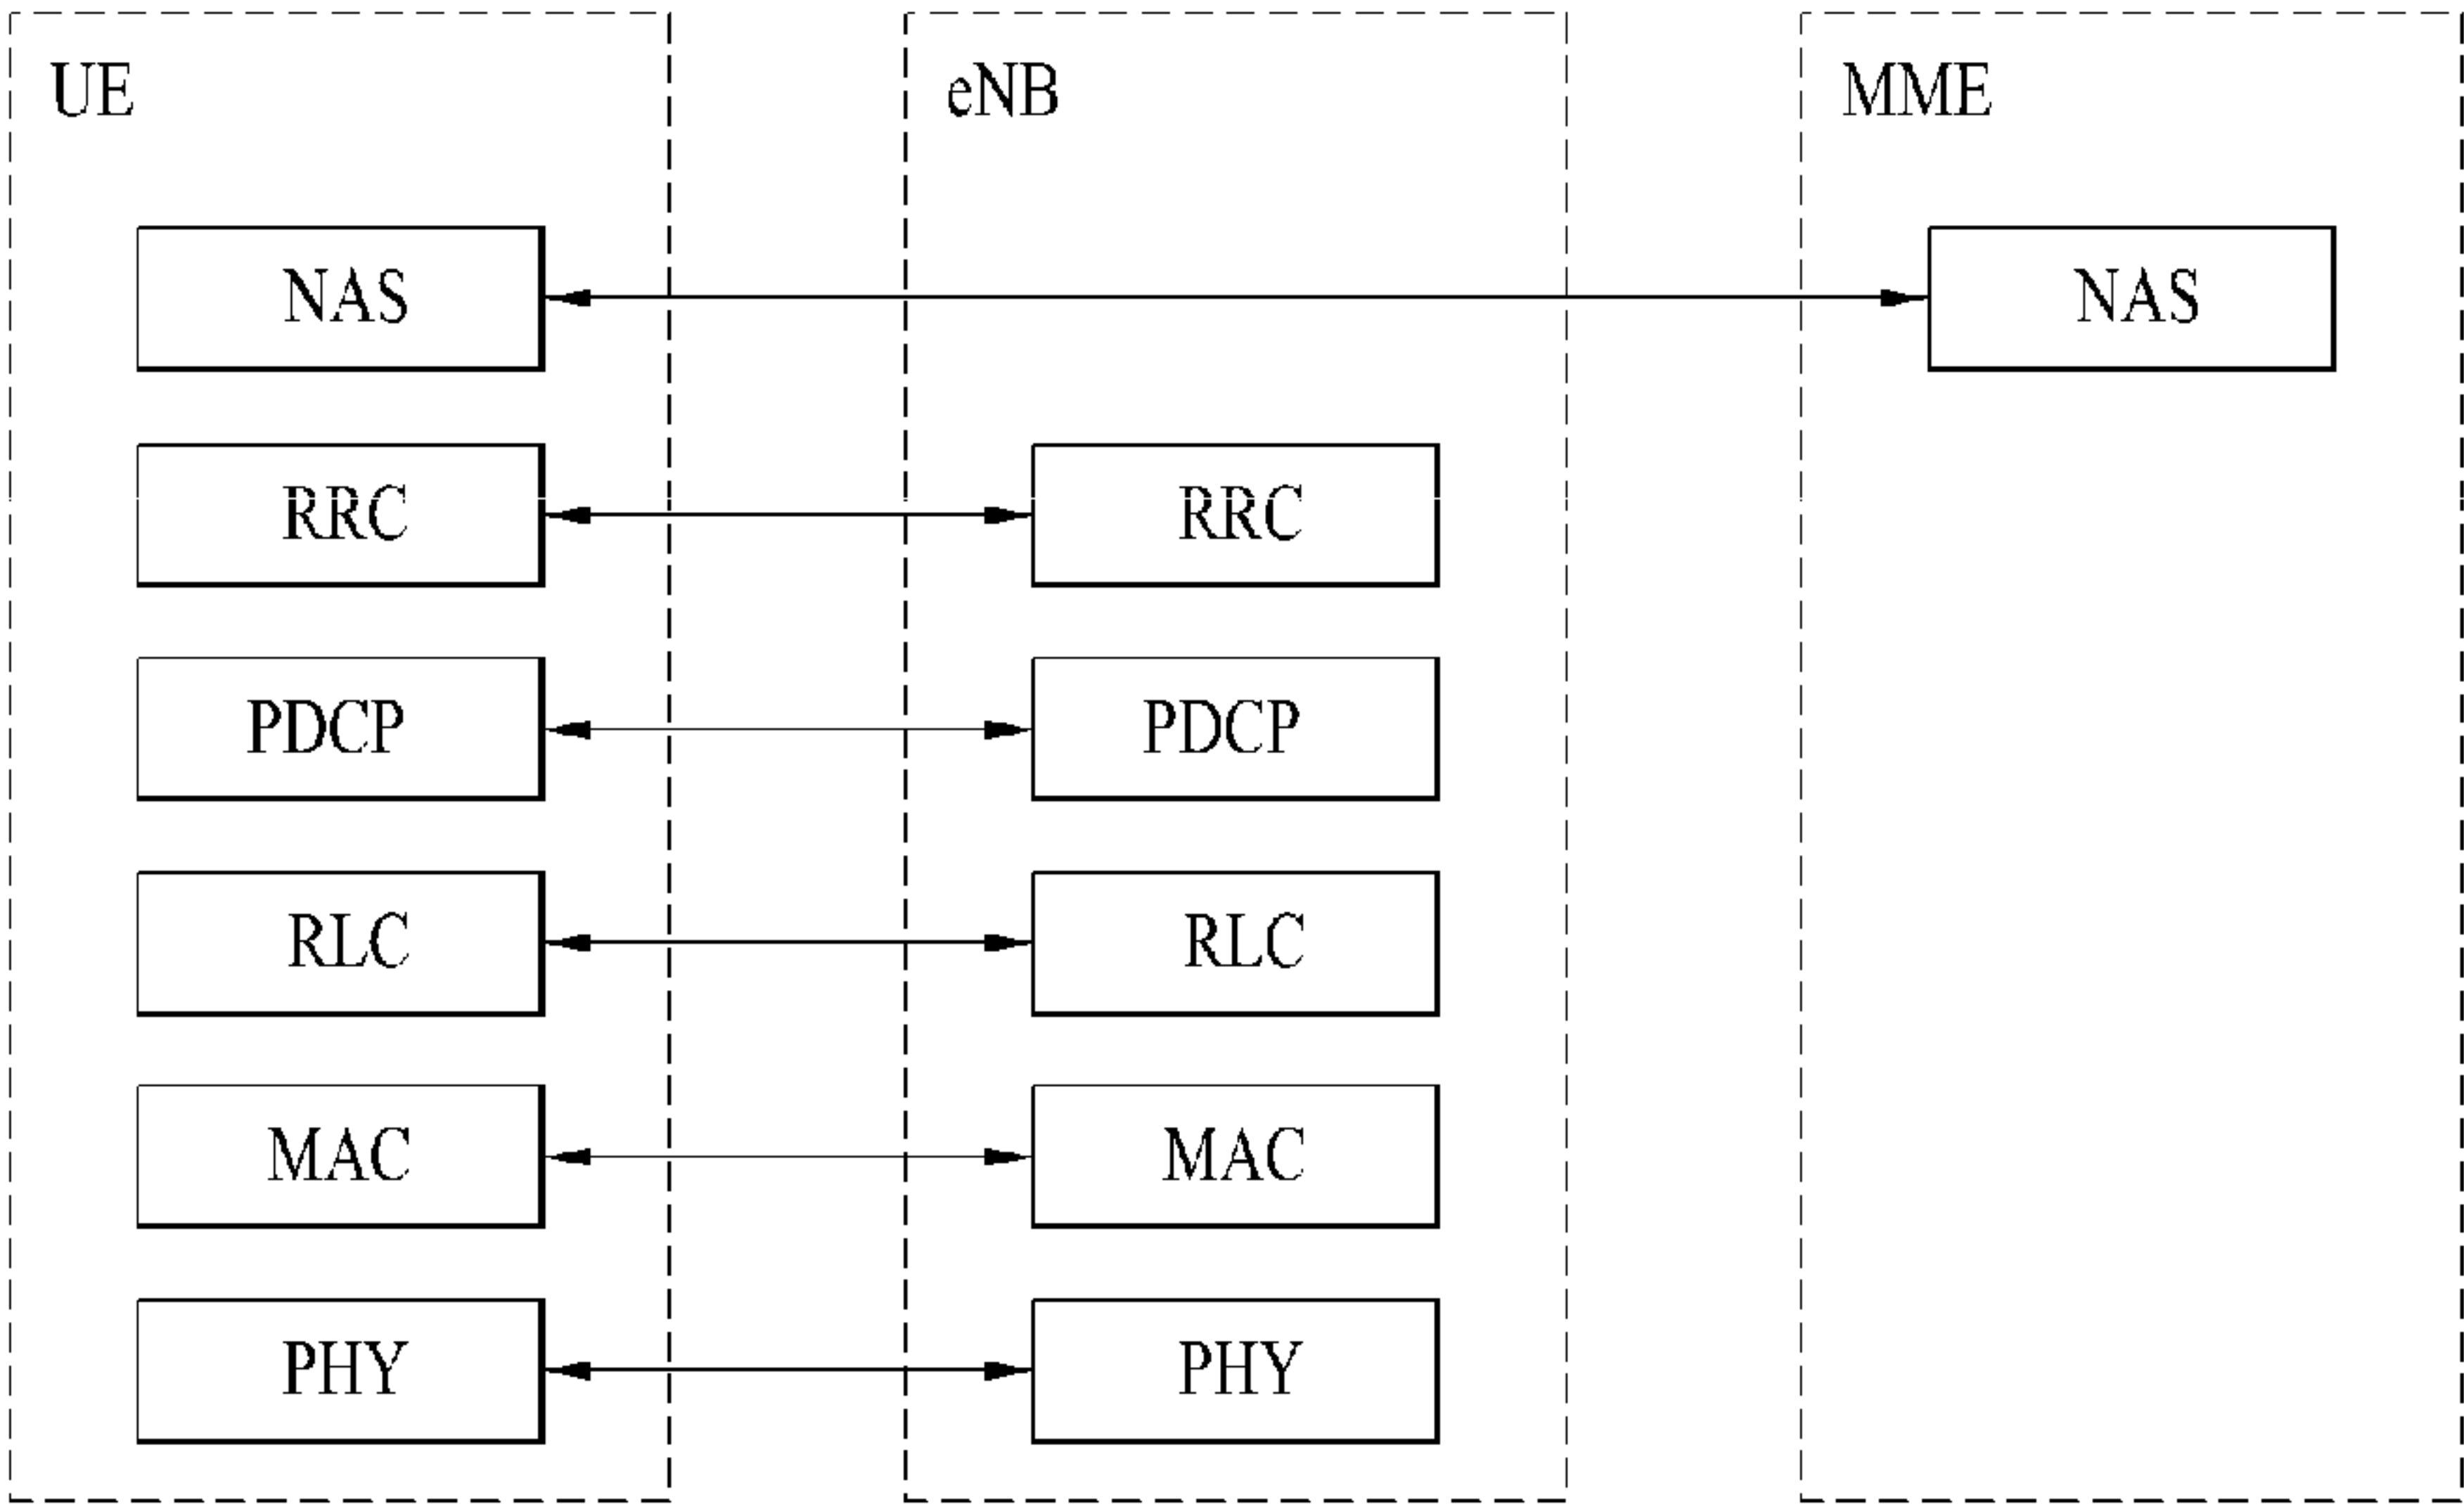 UE eNB MME
NAS NAS
RRC RRC
PDCP PDCP
RLC RLC
MAC MAC
PHY PHY